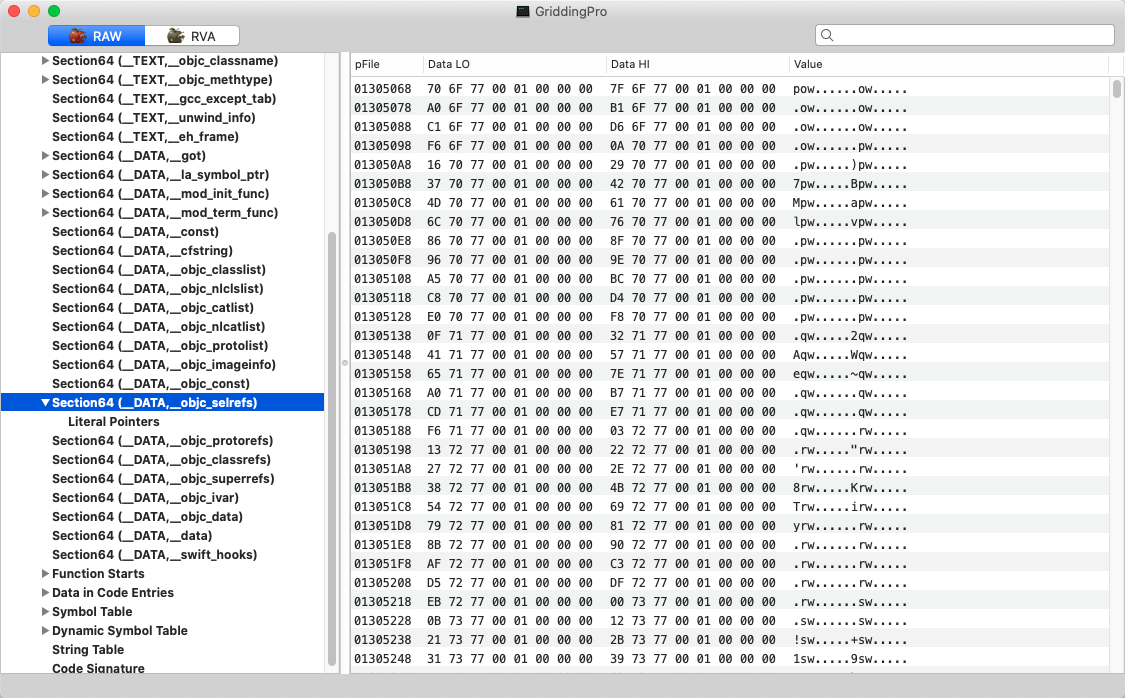 GriddingPro
RAW
RVA
Section64 (__TEXT,__objc_classname)
Section64 (__TEXT,__objc_methtype)
Section64 (__TEXT,__gcc_except_tab)
Section64 (__TEXT,__unwind_info)
Section64 (__TEXT,__eh_frame)
Section64 (__DATA,__got)
Section64 (__DATA,__la_symbol_ptr)
Section64 (__DATA,__mod_init_func)
Section64 (__DATA,__mod_term_func)
Section64 (__DATA,__const)
Section64 (__DATA,__cfstring)
Section64 (__DATA,__objc_classlist)
Section64 (__DATA,__objc_nlclslist)
Section64 (__DATA,__objc_catlist)
Section64 (__DATA,__objc_nlcatlist)
Section64 (__DATA,__objc_protolist)
Section64 (__DATA,__objc_imageinfo)
Section64 (__DATA,__objc_const)
Section64 (__DATA,__objc_selrefs)
Literal Pointers
Section64 (__DATA,__objc_protorefs)
Section64 (__DATA,__objc_classrefs)
Section64 (__DATA,__objc_superrefs)
Section64 (__DATA,__objc_ivar)
Section64 (__DATA,__objc_data)
Section64 (__DATA,__data)
Section64 (__DATA,__swift_hooks)
Function Starts
Data in Code Entries
Symbol Table
Dynamic Symbol Table
String Table
Code Signature
pFile Data LO Data HI Value
01305068 70 6F 77 00 01 00 00 00 7F 6F 77 00 01 00 00 00 pow......ow.....
01305078 A0 6F 77 00 01 00 00 00 B1 6F 77 00 01 00 00 00 .ow......ow.....
01305088 C1 6F 77 00 01 00 00 00 D6 6F 77 00 01 00 00 00 .ow......ow.....
01305098 F6 6F 77 00 01 00 00 00 0A 70 77 00 01 00 00 00 .ow......pw.....
013050A8 16 70 77 00 01 00 00 00 29 70 77 00 01 00 00 00 .pw.....)pw.....
013050B8 37 70 77 00 01 00 00 00 42 70 77 00 01 00 00 00 7pw.....Bpw.....
013050C8 4D 70 77 00 01 00 00 00 61 70 77 00 01 00 00 00 Mpw.....apw.....
013050D8 6C 70 77 00 01 00 00 00 76 70 77 00 01 00 00 00 lpw.....vpw.....
013050E8 86 70 77 00 01 00 00 00 8F 70 77 00 01 00 00 00 .pw......pw.....
013050F8 96 70 77 00 01 00 00 00 9E 70 77 00 01 00 00 00 .pw......pw.....
01305108 A5 70 77 00 01 00 00 00 BC 70 77 00 01 00 00 00 .pw......pw.....
01305118 C8 70 77 00 01 00 00 00 D4 70 77 00 01 00 00 00 .pw......pw.....
01305128 E0 70 77 00 01 00 00 00 F8 70 77 00 01 00 00 00 .pw......pw.....
01305138 0F 71 77 00 01 00 00 00 32 71 77 00 01 00 00 00 .qw.....2qw.....
01305148 41 71 77 00 01 00 00 00 57 71 77 00 01 00 00 00 Aqw.....Wqw.....
01305158 65 71 77 00 01 00 00 00 7E 71 77 00 01 00 00 00 eqw.....~qw.....
01305168 A0 71 77 00 01 00 00 00 B7 71 77 00 01 00 00 00 .qw......qw.....
01305178 CD 71 77 00 01 00 00 00 E7 71 77 00 01 00 00 00 .qw......qw.....
01305188 F6 71 77 00 01 00 00 00 03 72 77 00 01 00 00 00 .qw......rw.....
01305198 13 72 77 00 01 00 00 00 22 72 77 00 01 00 00 00 .rw....."rw.....
013051A8 27 72 77 00 01 00 00 00 2E 72 77 00 01 00 00 00 'rw......rw.....
013051B8 38 72 77 00 01 00 00 00 4B 72 77 00 01 00 00 00 8rw.....Krw.....
013051C8 54 72 77 00 01 00 00 00 69 72 77 00 01 00 00 00 Trw.....irw.....
013051D8 79 72 77 00 01 00 00 00 81 72 77 00 01 00 00 00 yrw......rw.....
013051E8 8B 72 77 00 01 00 00 00 90 72 77 00 01 00 00 00 .rw......rw.....
013051F8 AF 72 77 00 01 00 00 00 C3 72 77 00 01 00 00 00 .rw......rw.....
01305208 D5 72 77 00 01 00 00 00 DF 72 77 00 01 00 00 00 .rw......rw.....
01305218 EB 72 77 00 01 00 00 00 00 73 77 00 01 00 00 00 .rw......sw.....
01305228 0B 73 77 00 01 00 00 00 12 73 77 00 01 00 00 00 .sw......sw.....
01305238 21 73 77 00 01 00 00 00 2B 73 77 00 01 00 00 00 !sw.....+sw.....
01305248 31 73 77 00 01 00 00 00 39 73 77 00 01 00 00 00 1sw.....9sw.....